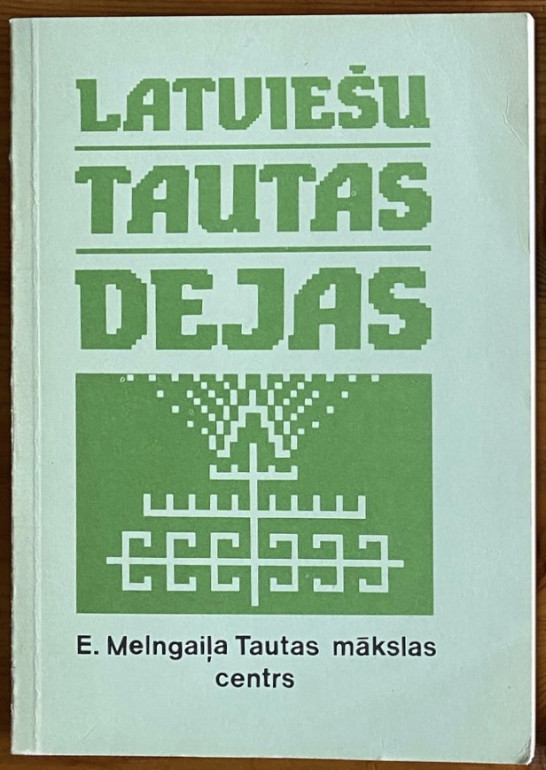 LATVIEŠU
TAUTAS
DEJAS
E. Melngaiļa Tautas mākslas
centrs